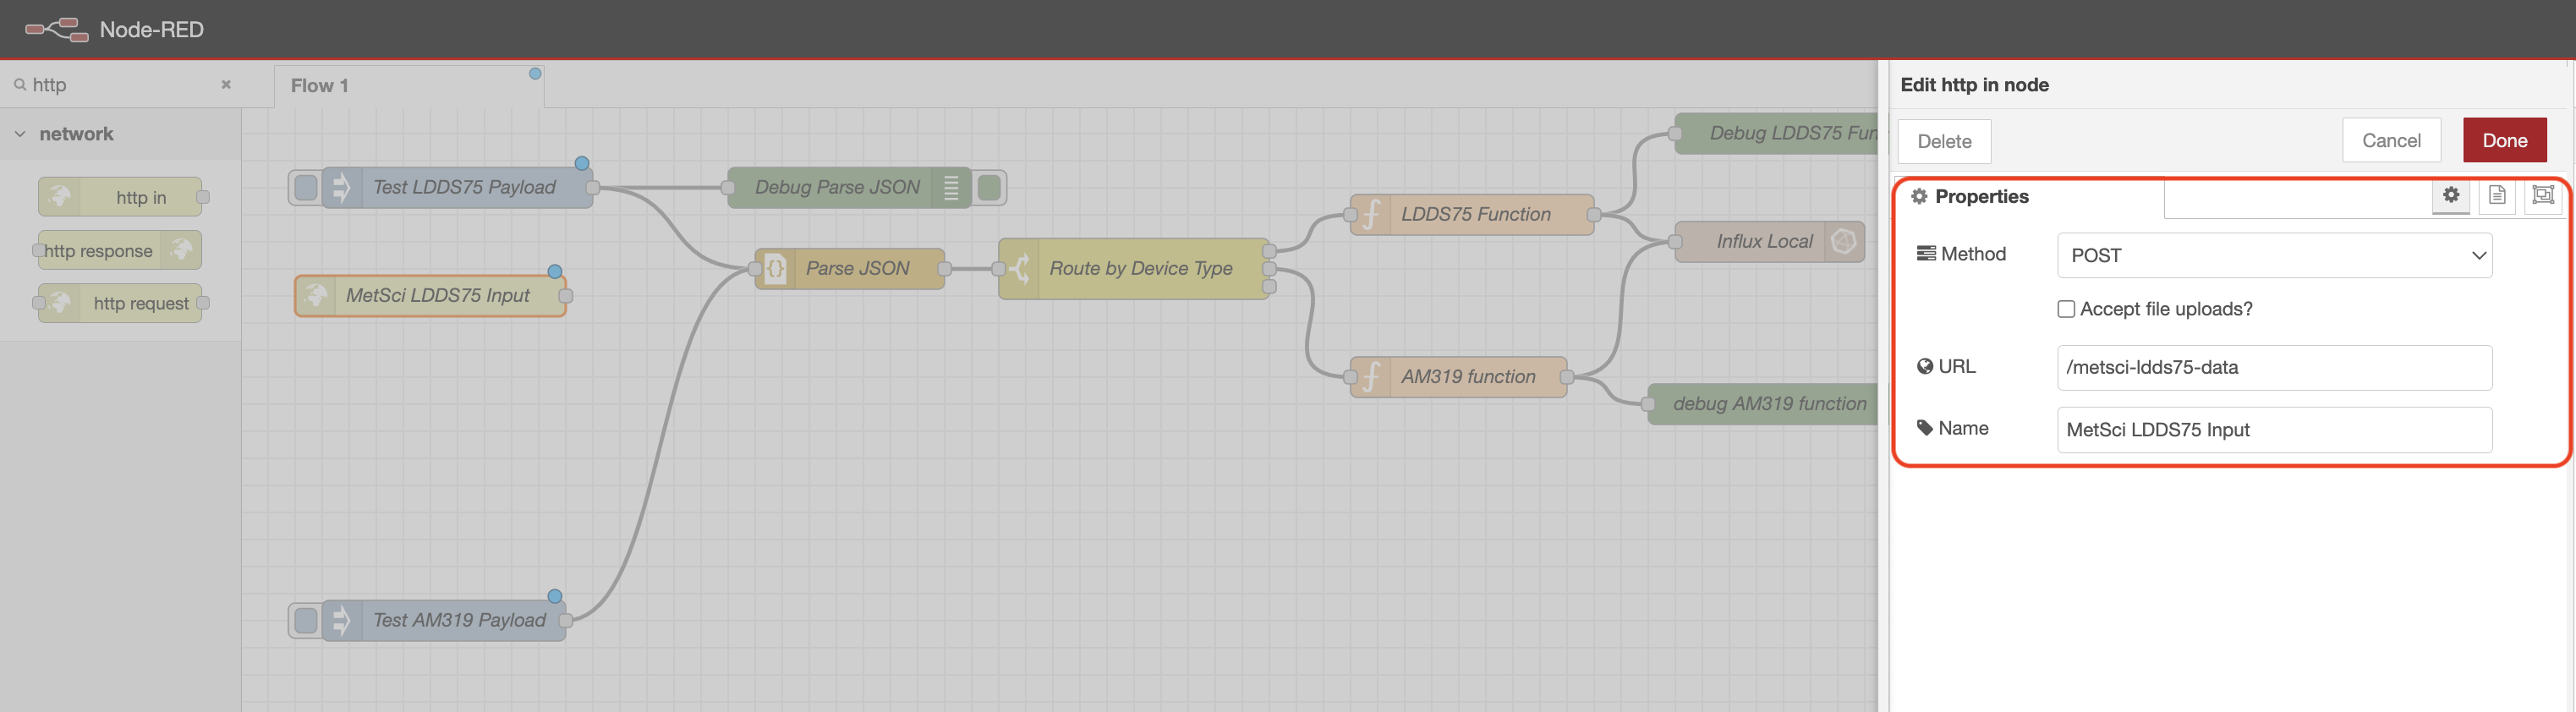 Node-RED
http
Flow 1
network
http in
http response
http request
Test LDDS75 Payload
Debug Parse JSON
MetSci LDDS75 Input
Parse JSON
Route by Device Type
LDDS75 Function
Debug LDDS75 Fun
Influx Local
AM319 function
debug AM319 function
Test AM319 Payload
Edit http in node
Delete
Cancel
Done
Properties
Method
POST
Accept file uploads?
URL
/metsci-ldds75-data
Name
MetSci LDDS75 Input